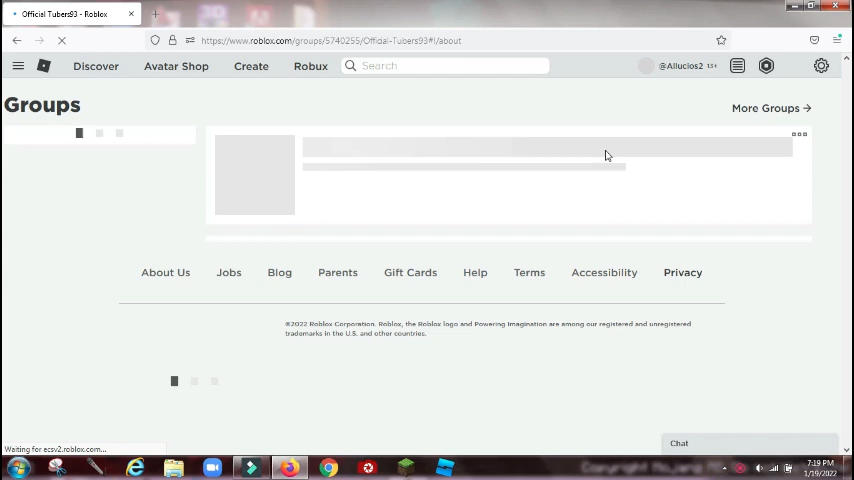 Official Tubers93 - Roblox
https://www.roblox.com/groups/5740255/Official-Tubers93#!/about
Discover Avatar Shop Create Robux Search @Allucios2 13+
Groups
More Groups →
About Us Jobs Blog Parents Gift Cards Help Terms Accessibility Privacy
©2022 Roblox Corporation. Roblox, the Roblox logo and Powering Imagination are among our registered and unregistered
trademarks in the U.S. and other countries.
Chat
Waiting for ecsv2.roblox.com...
Copyright Mojang
7:19 PM
1/19/2022